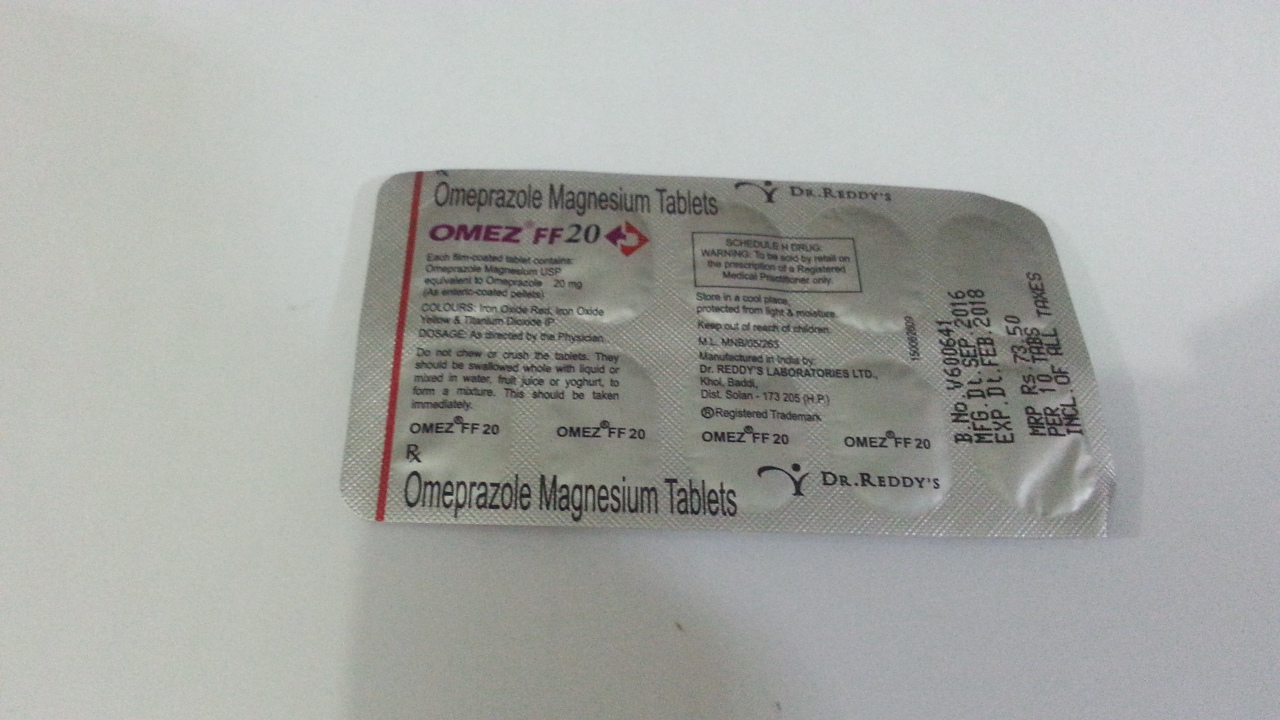 Omeprazole Magnesium Tablets
DR.REDDY'S
OMEZ® FF 20
Each film-coated tablet contains:
Omeprazole Magnesium USP
equivalent to Omeprazole 20 mg
(As enteric-coated pellets)
COLOURS: Iron Oxide Red, Iron Oxide
Yellow & Titanium Dioxide IP
DOSAGE: As directed by the Physician.
Do not chew or crush the tablets. They
should be swallowed whole with liquid or
mixed in water, fruit juice or yoghurt, to
form a mixture. This should be taken
immediately.
SCHEDULE H DRUG:
WARNING: To be sold by retail on
the prescription of a Registered
Medical Practitioner only.
Store in a cool place,
protected from light & moisture.
Keep out of reach of children.
M.L. MNB/05/263
Manufactured in India by:
Dr. REDDY'S LABORATORIES LTD.,
Khol, Baddi,
Dist. Solan - 173 205 (H.P.)
®Registered Trademark
B.No.V600641
MFG.Dt.SEP.2016
EXP.Dt.FEB.2018
MRP Rs.73.50
PER 10 TABS
INCL.OF ALL TAXES
OMEZ® FF 20 OMEZ® FF 20 OMEZ® FF 20 OMEZ® FF 20
℞
Omeprazole Magnesium Tablets
DR.REDDY'S